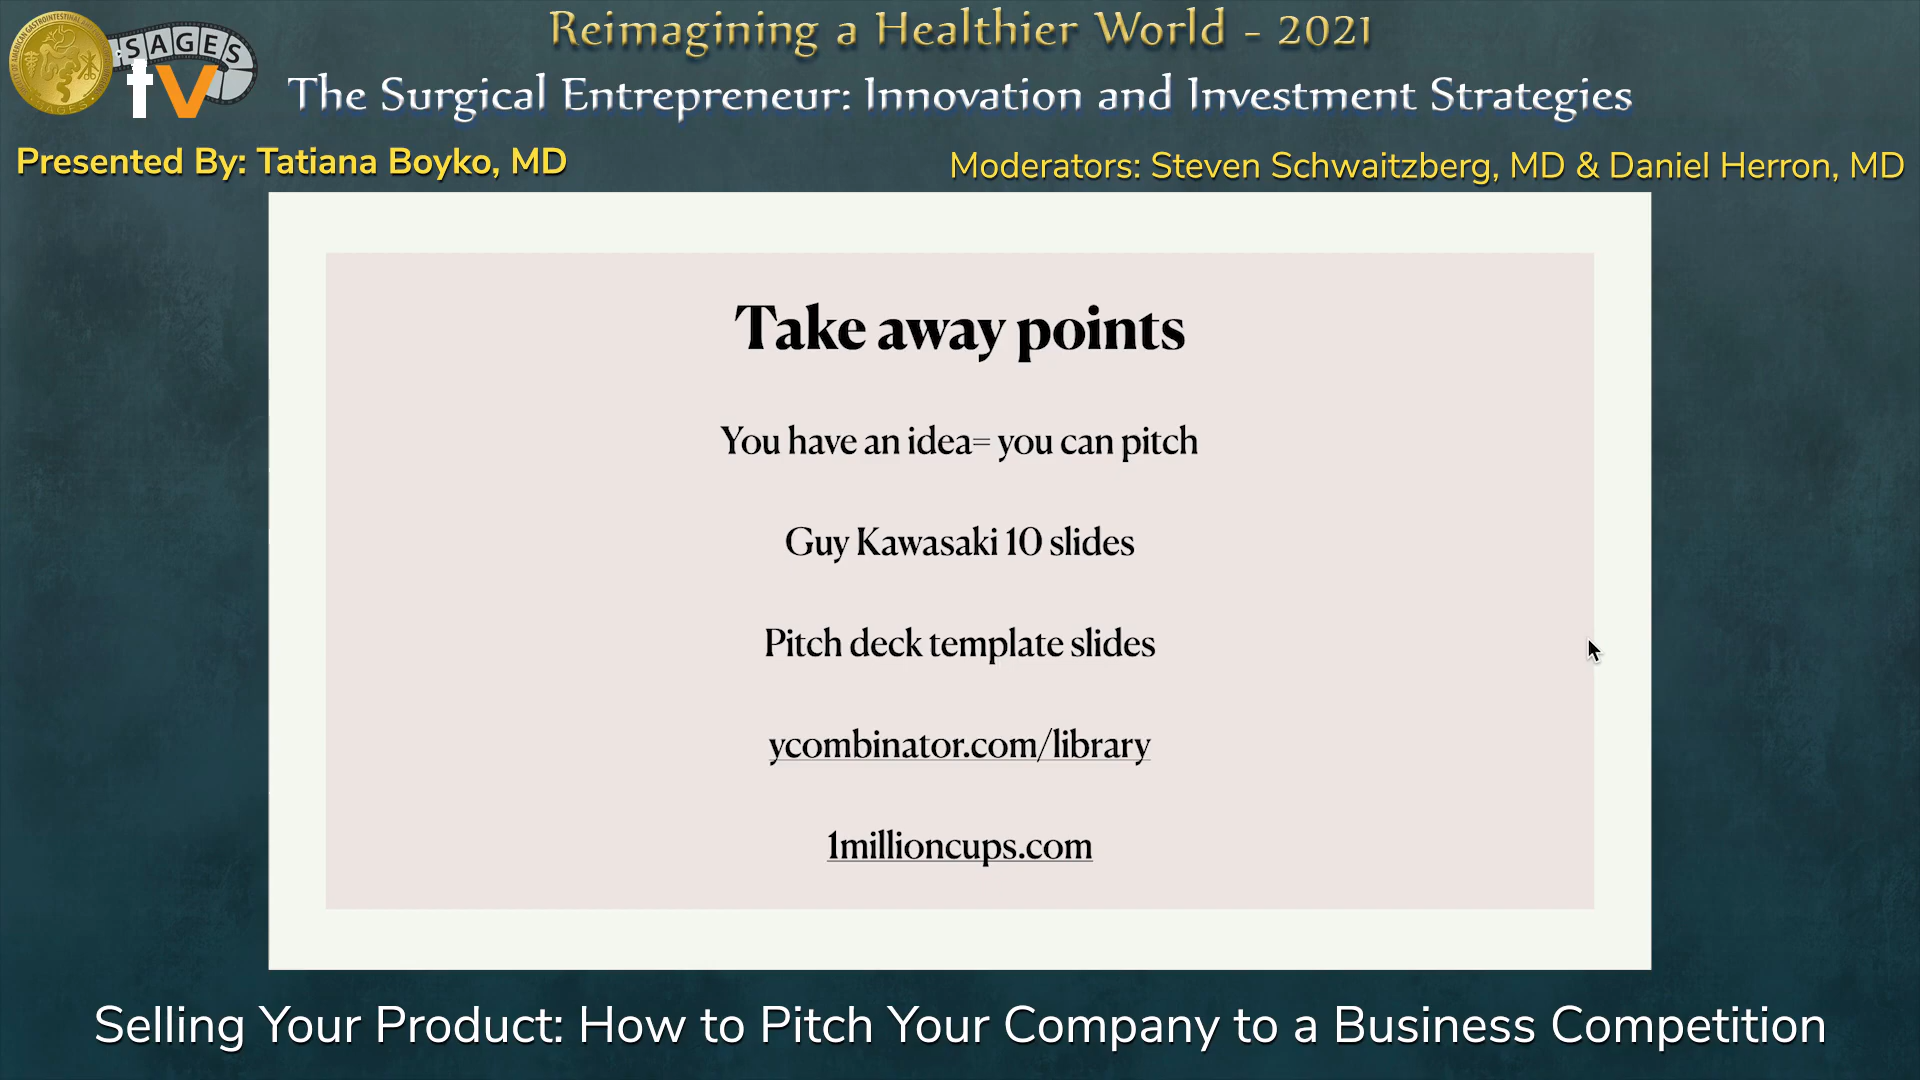 Reimagining a Healthier World - 2021
SAGES
tv
The Surgical Entrepreneur: Innovation and Investment Strategies
Presented By: Tatiana Boyko, MD
Moderators: Steven Schwaitzberg, MD & Daniel Herron, MD
Take away points
You have an idea= you can pitch
Guy Kawasaki 10 slides
Pitch deck template slides
ycombinator.com/library
1millioncups.com
Selling Your Product: How to Pitch Your Company to a Business Competition